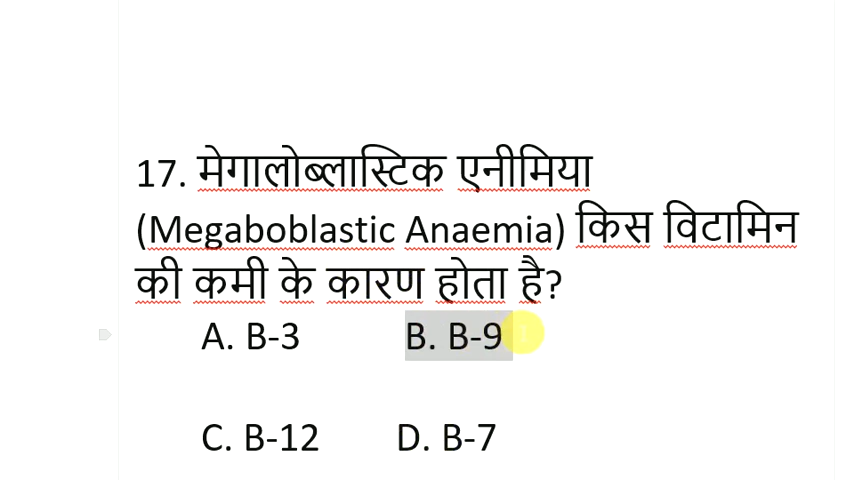 17. मेगालोब्लास्टिक एनीमिया
(Megaboblastic Anaemia) किस विटामिन
की कमी के कारण होता है?
A. B-3 B. B-9
C. B-12 D. B-7